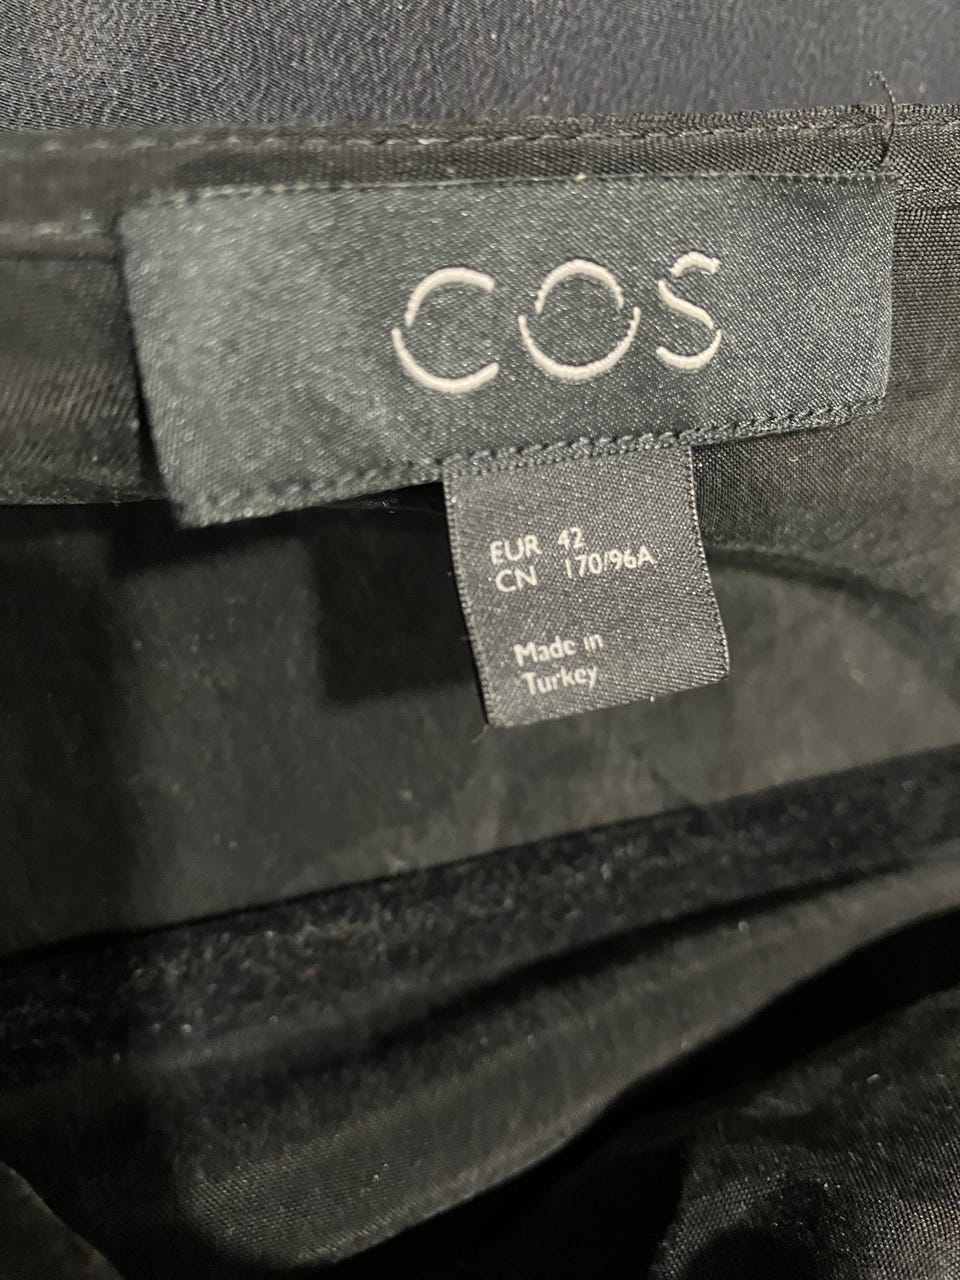 COS
EUR 42
CN 170/96A
Made in
Turkey